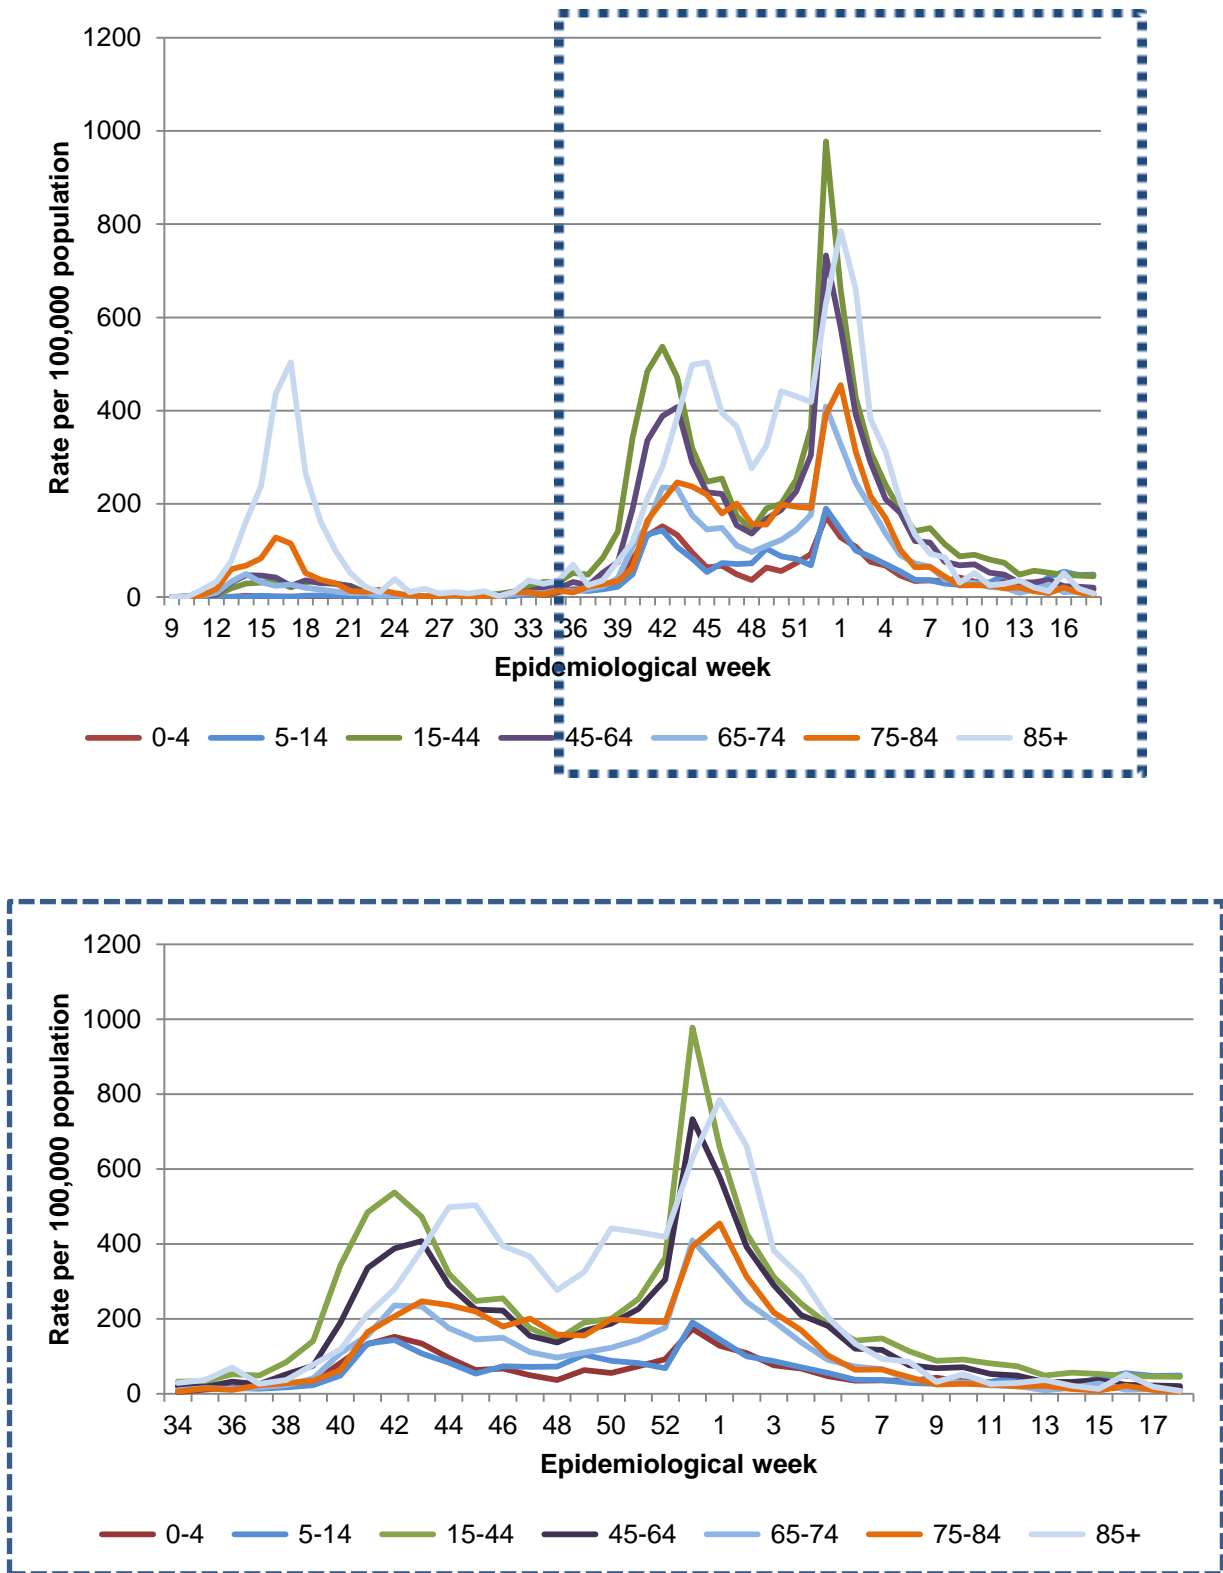 1200
1000
800
600
400
200
0
Rate per 100,000 population
9 12 15 18 21 24 27 30 33 36 39 42 45 48 51 1 4 7 10 13 16
Epidemiological week
0-4 5-14 15-44 45-64 65-74 75-84 85+
1200
1000
800
600
400
200
0
Rate per 100,000 population
34 36 38 40 42 44 46 48 50 52 1 3 5 7 9 11 13 15 17
Epidemiological week
0-4 5-14 15-44 45-64 65-74 75-84 85+